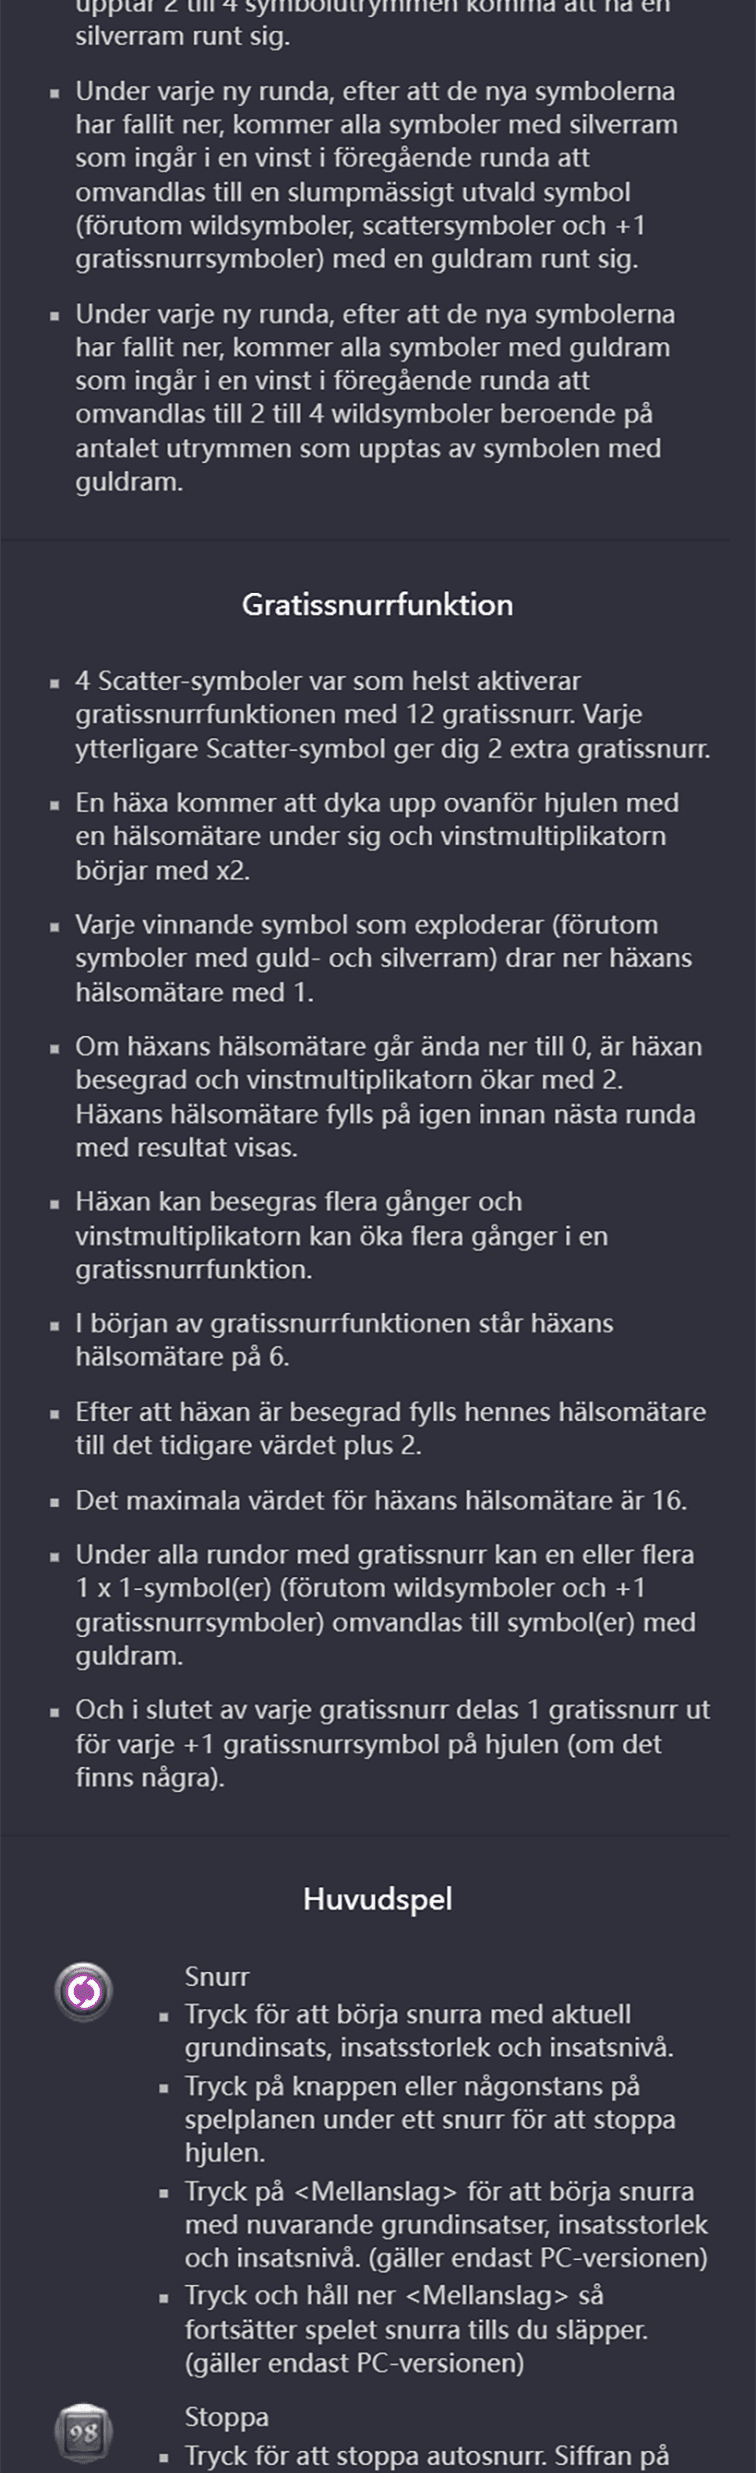 upptar 2 till 4 symbolutrymmen komma att ha en
silverram runt sig.
▪ Under varje ny runda, efter att de nya symbolerna
har fallit ner, kommer alla symboler med silverram
som ingår i en vinst i föregående runda att
omvandlas till en slumpmässigt utvald symbol
(förutom wildsymboler, scattersymboler och +1
gratissnurrsymboler) med en guldram runt sig.
▪ Under varje ny runda, efter att de nya symbolerna
har fallit ner, kommer alla symboler med guldram
som ingår i en vinst i föregående runda att
omvandlas till 2 till 4 wildsymboler beroende på
antalet utrymmen som upptas av symbolen med
guldram.
Gratissnurrfunktion
▪ 4 Scatter-symboler var som helst aktiverar
gratissnurrfunktionen med 12 gratissnurr. Varje
ytterligare Scatter-symbol ger dig 2 extra gratissnurr.
▪ En häxa kommer att dyka upp ovanför hjulen med
en hälsomätare under sig och vinstmultiplikatorn
börjar med x2.
▪ Varje vinnande symbol som exploderar (förutom
symboler med guld- och silverram) drar ner häxans
hälsomätare med 1.
▪ Om häxans hälsomätare går ända ner till 0, är häxan
besegrad och vinstmultiplikatorn ökar med 2.
Häxans hälsomätare fylls på igen innan nästa runda
med resultat visas.
▪ Häxan kan besegras flera gånger och
vinstmultiplikatorn kan öka flera gånger i en
gratissnurrfunktion.
▪ I början av gratissnurrfunktionen står häxans
hälsomätare på 6.
▪ Efter att häxan är besegrad fylls hennes hälsomätare
till det tidigare värdet plus 2.
▪ Det maximala värdet för häxans hälsomätare är 16.
▪ Under alla rundor med gratissnurr kan en eller flera
1 x 1-symbol(er) (förutom wildsymboler och +1
gratissnurrsymboler) omvandlas till symbol(er) med
guldram.
▪ Och i slutet av varje gratissnurr delas 1 gratissnurr ut
för varje +1 gratissnurrsymbol på hjulen (om det
finns några).
Huvudspel
Snurr
▪ Tryck för att börja snurra med aktuell
grundinsats, insatsstorlek och insatsnivå.
▪ Tryck på knappen eller någonstans på
spelplanen under ett snurr för att stoppa
hjulen.
▪ Tryck på <Mellanslag> för att börja snurra
med nuvarande grundinsatser, insatsstorlek
och insatsnivå. (gäller endast PC-versionen)
▪ Tryck och håll ner <Mellanslag> så
fortsätter spelet snurra tills du släpper.
(gäller endast PC-versionen)
98
Stoppa
▪ Tryck för att stoppa autosnurr. Siffran på